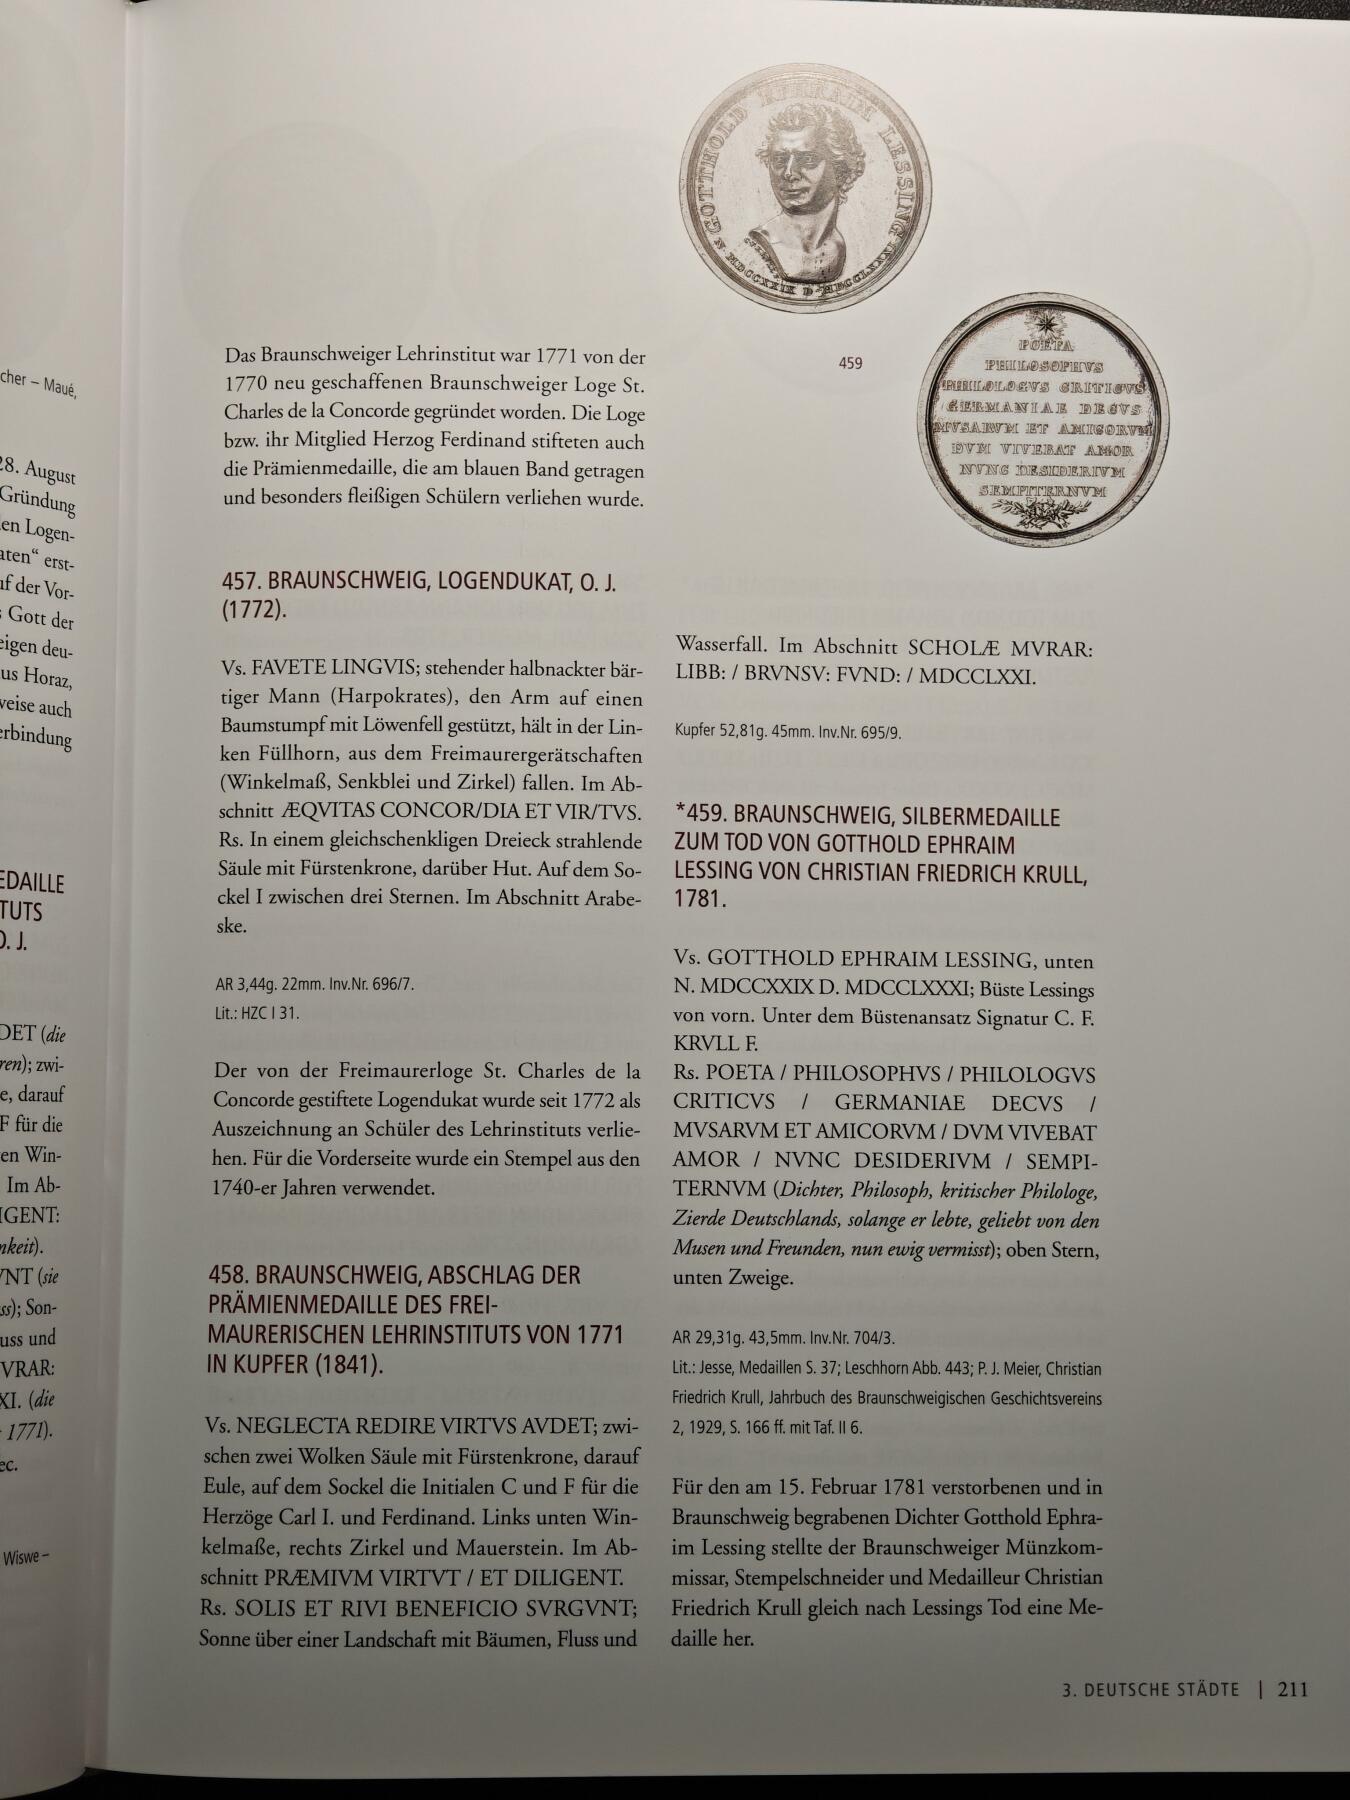 cher – Maué,
28. August
Gründung
en Logen-
aten“ erst-
uf der Vor-
s Gott der
eigen deu-
us Horaz,
weise auch
erbindung
EDAILLE
TUTS
O. J.
DET (die
ren); zwi-
e, darauf
F für die
en Win-
Im Ab-
IGENT:
nkeit).
VNT (sie
ss); Son-
uss und
VRAR:
XI. (die
1771).
ec.
Wiswe –
Das Braunschweiger Lehrinstitut war 1771 von der
1770 neu geschaffenen Braunschweiger Loge St.
Charles de la Concorde gegründet worden. Die Loge
bzw. ihr Mitglied Herzog Ferdinand stifteten auch
die Prämienmedaille, die am blauen Band getragen
und besonders fleißigen Schülern verliehen wurde.
457. BRAUNSCHWEIG, LOGENDUKAT, O. J.
(1772).
Vs. FAVETE LINGVIS; stehender halbnackter bär-
tiger Mann (Harpokrates), den Arm auf einen
Baumstumpf mit Löwenfell gestützt, hält in der Lin-
ken Füllhorn, aus dem Freimaurergerätschaften
(Winkelmaß, Senkblei und Zirkel) fallen. Im Ab-
schnitt ÆQVITAS CONCOR/DIA ET VIR/TVS.
Rs. In einem gleichschenkligen Dreieck strahlende
Säule mit Fürstenkrone, darüber Hut. Auf dem So-
ckel I zwischen drei Sternen. Im Abschnitt Arabe-
ske.
AR 3,44g. 22mm. Inv.Nr. 696/7.
Lit.: HZC I 31.
Der von der Freimaurerloge St. Charles de la
Concorde gestiftete Logendukat wurde seit 1772 als
Auszeichnung an Schüler des Lehrinstituts verlie-
hen. Für die Vorderseite wurde ein Stempel aus den
1740-er Jahren verwendet.
458. BRAUNSCHWEIG, ABSCHLAG DER
PRÄMIENMEDAILLE DES FREI-
MAURERISCHEN LEHRINSTITUTS VON 1771
IN KUPFER (1841).
Vs. NEGLECTA REDIRE VIRTVS AVDET; zwi-
schen zwei Wolken Säule mit Fürstenkrone, darauf
Eule, auf dem Sockel die Initialen C und F für die
Herzöge Carl I. und Ferdinand. Links unten Win-
kelmaße, rechts Zirkel und Mauerstein. Im Ab-
schnitt PRÆMIVM VIRTVT / ET DILIGENT.
Rs. SOLIS ET RIVI BENEFICIO SVRGVNT;
Sonne über einer Landschaft mit Bäumen, Fluss und
GOTTHOLD EPHRAIM LESSING
N. MDCCXXIX D. MDCCLXXXI
459
POETA
PHILOSOPHVS
PHILOLOGVS CRITICVS
GERMANIAE DECVS
MVSARVM ET AMICORVM
DVM VIVEBAT AMOR
NVNC DESIDERIVM
SEMPITERNVM
Wasserfall. Im Abschnitt SCHOLÆ MVRAR:
LIBB: / BRVNSV: FVND: / MDCCLXXI.
Kupfer 52,81g. 45mm. Inv.Nr. 695/9.
*459. BRAUNSCHWEIG, SILBERMEDAILLE
ZUM TOD VON GOTTHOLD EPHRAIM
LESSING VON CHRISTIAN FRIEDRICH KRULL,
1781.
Vs. GOTTHOLD EPHRAIM LESSING, unten
N. MDCCXXIX D. MDCCLXXXI; Büste Lessings
von vorn. Unter dem Büstenansatz Signatur C. F.
KRVLL F.
Rs. POETA / PHILOSOPHVS / PHILOLOGVS
CRITICVS / GERMANIAE DECVS /
MVSARVM ET AMICORVM / DVM VIVEBAT
AMOR / NVNC DESIDERIVM / SEMPI-
TERNVM (Dichter, Philosoph, kritischer Philologe,
Zierde Deutschlands, solange er lebte, geliebt von den
Musen und Freunden, nun ewig vermisst); oben Stern,
unten Zweige.
AR 29,31g. 43,5mm. Inv.Nr. 704/3.
Lit.: Jesse, Medaillen S. 37; Leschhorn Abb. 443; P. J. Meier, Christian
Friedrich Krull, Jahrbuch des Braunschweigischen Geschichtsvereins
2, 1929, S. 166 ff. mit Taf. II 6.
Für den am 15. Februar 1781 verstorbenen und in
Braunschweig begrabenen Dichter Gotthold Ephra-
im Lessing stellte der Braunschweiger Münzkom-
missar, Stempelschneider und Medailleur Christian
Friedrich Krull gleich nach Lessings Tod eine Me-
daille her.
3. DEUTSCHE STÄDTE | 211